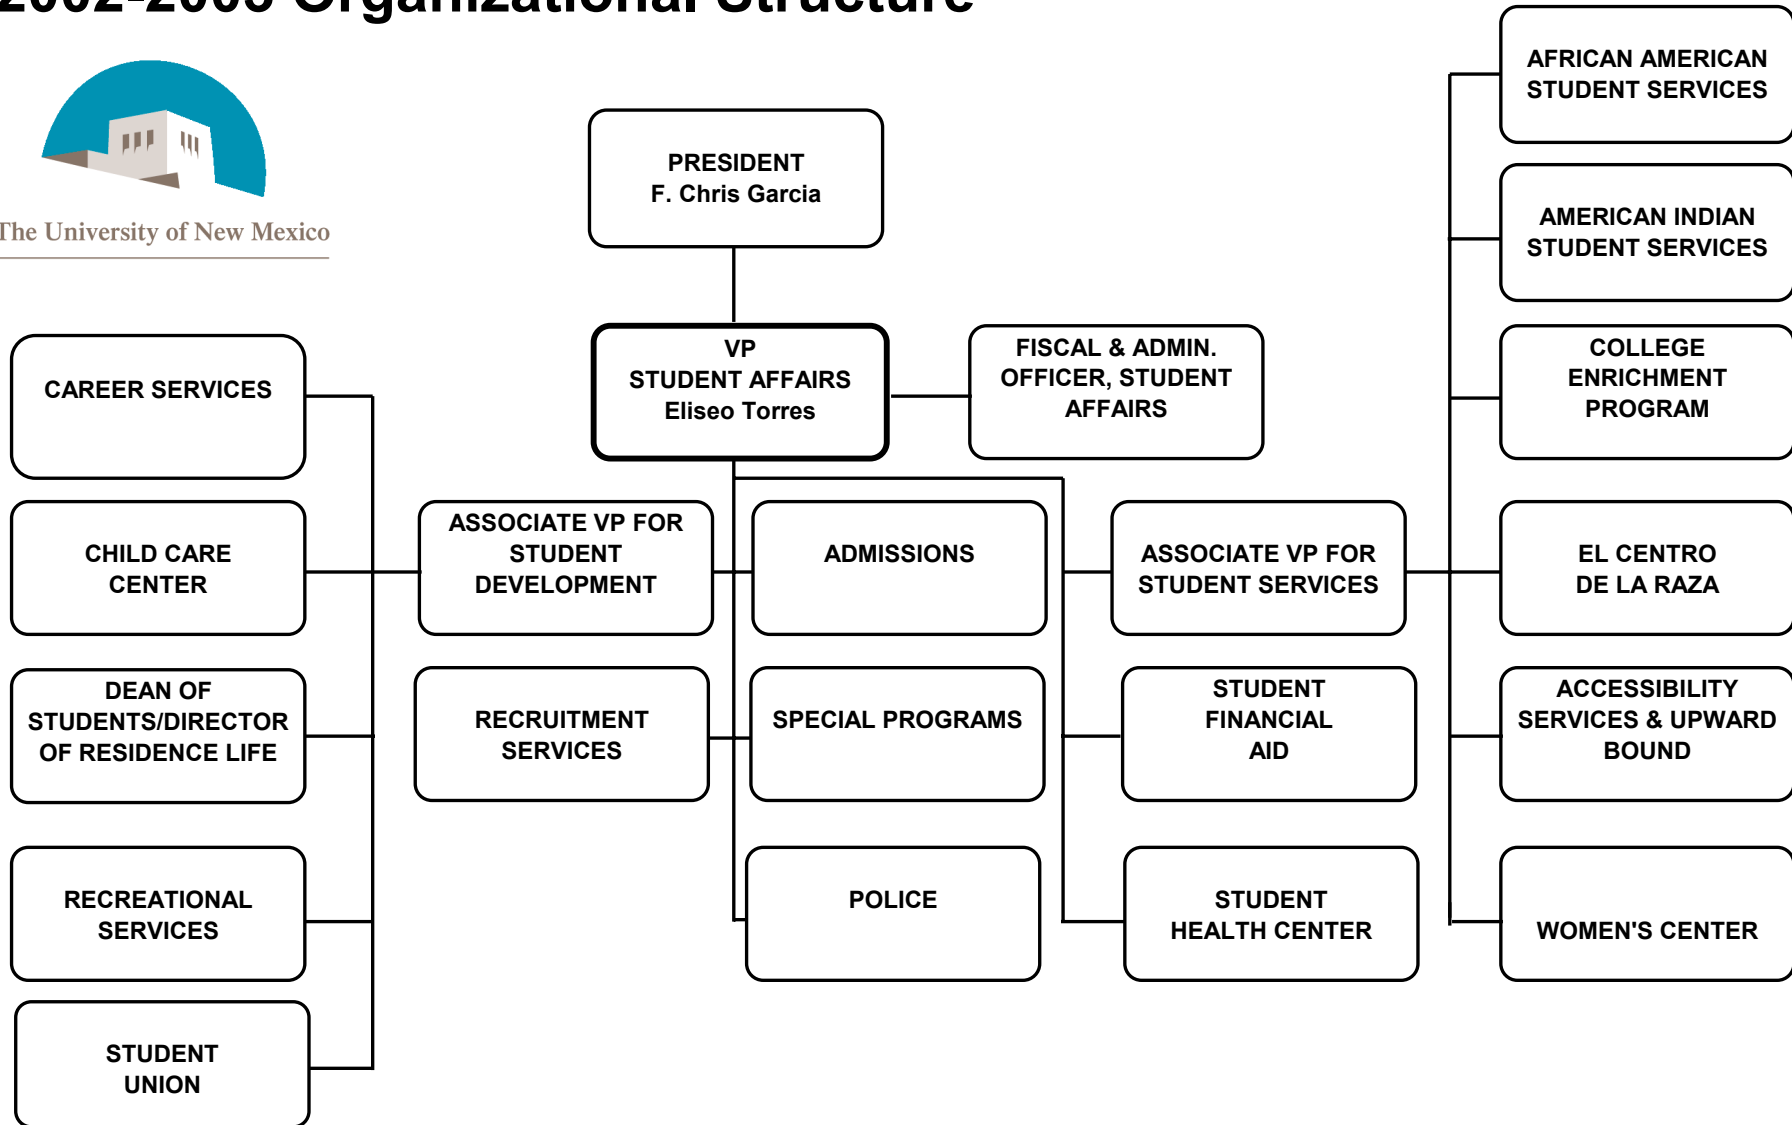 2002-2003 Organizational Structure
The University of New Mexico
PRESIDENT
F. Chris Garcia
VP
STUDENT AFFAIRS
Eliseo Torres
FISCAL & ADMIN.
OFFICER, STUDENT
AFFAIRS
CAREER SERVICES
CHILD CARE
CENTER
DEAN OF
STUDENTS/DIRECTOR
OF RESIDENCE LIFE
RECREATIONAL
SERVICES
STUDENT
UNION
ASSOCIATE VP FOR
STUDENT
DEVELOPMENT
RECRUITMENT
SERVICES
ADMISSIONS
SPECIAL PROGRAMS
POLICE
ASSOCIATE VP FOR
STUDENT SERVICES
STUDENT
FINANCIAL
AID
STUDENT
HEALTH CENTER
AFRICAN AMERICAN
STUDENT SERVICES
AMERICAN INDIAN
STUDENT SERVICES
COLLEGE
ENRICHMENT
PROGRAM
EL CENTRO
DE LA RAZA
ACCESSIBILITY
SERVICES & UPWARD
BOUND
WOMEN'S CENTER